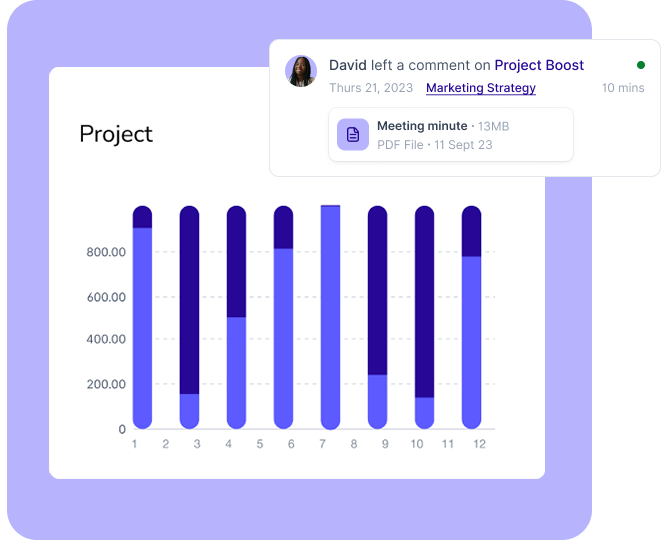 David left a comment on Project Boost
Thurs 21, 2023 Marketing Strategy 10 mins
Meeting minute · 13MB
PDF File · 11 Sept 23
Project
800.00
600.00
400.00
200.00
0
1 2 3 4 5 6 7 8 9 10 11 12